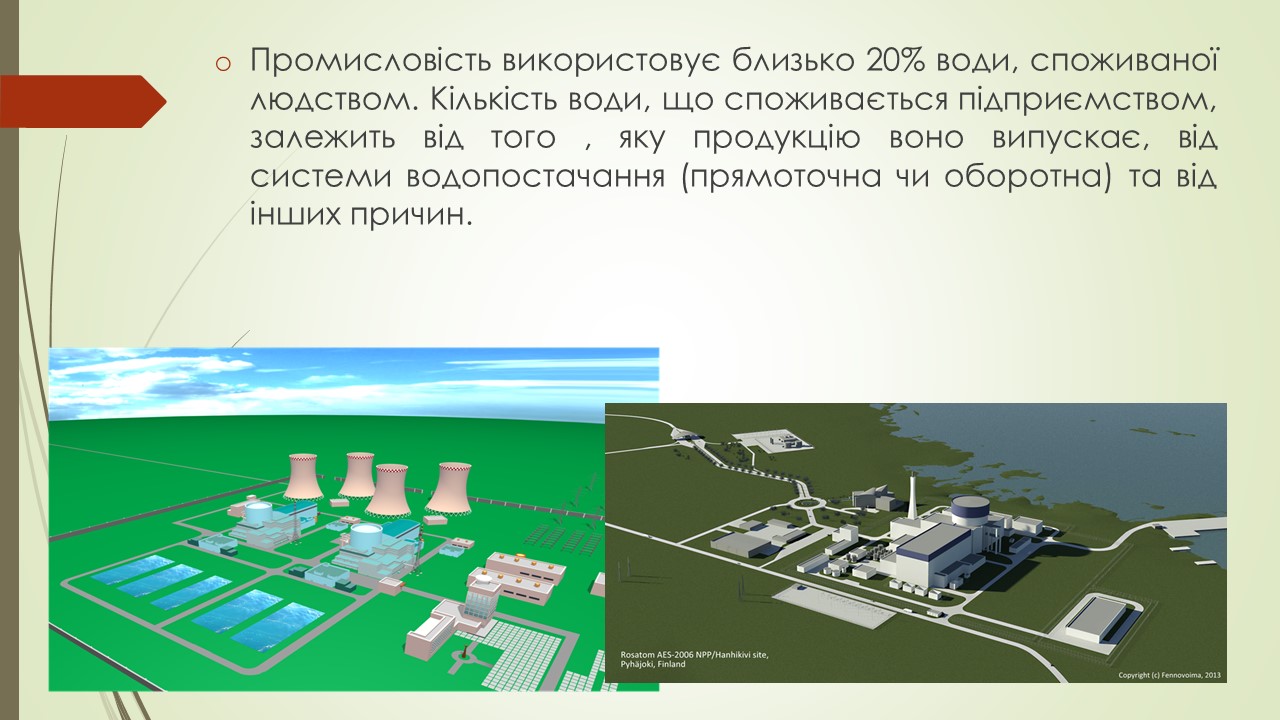 Промисловість використовує близько 20% води, споживаної
людством. Кількість води, що споживається підприємством,
залежить від того , яку продукцію воно випускає, від
системи водопостачання (прямоточна чи оборотна) та від
інших причин.
Rosatom AES-2006 NPP/Hanhikivi site,
Pyhäjoki, Finland
Copyright (c) Fennovoima, 2013